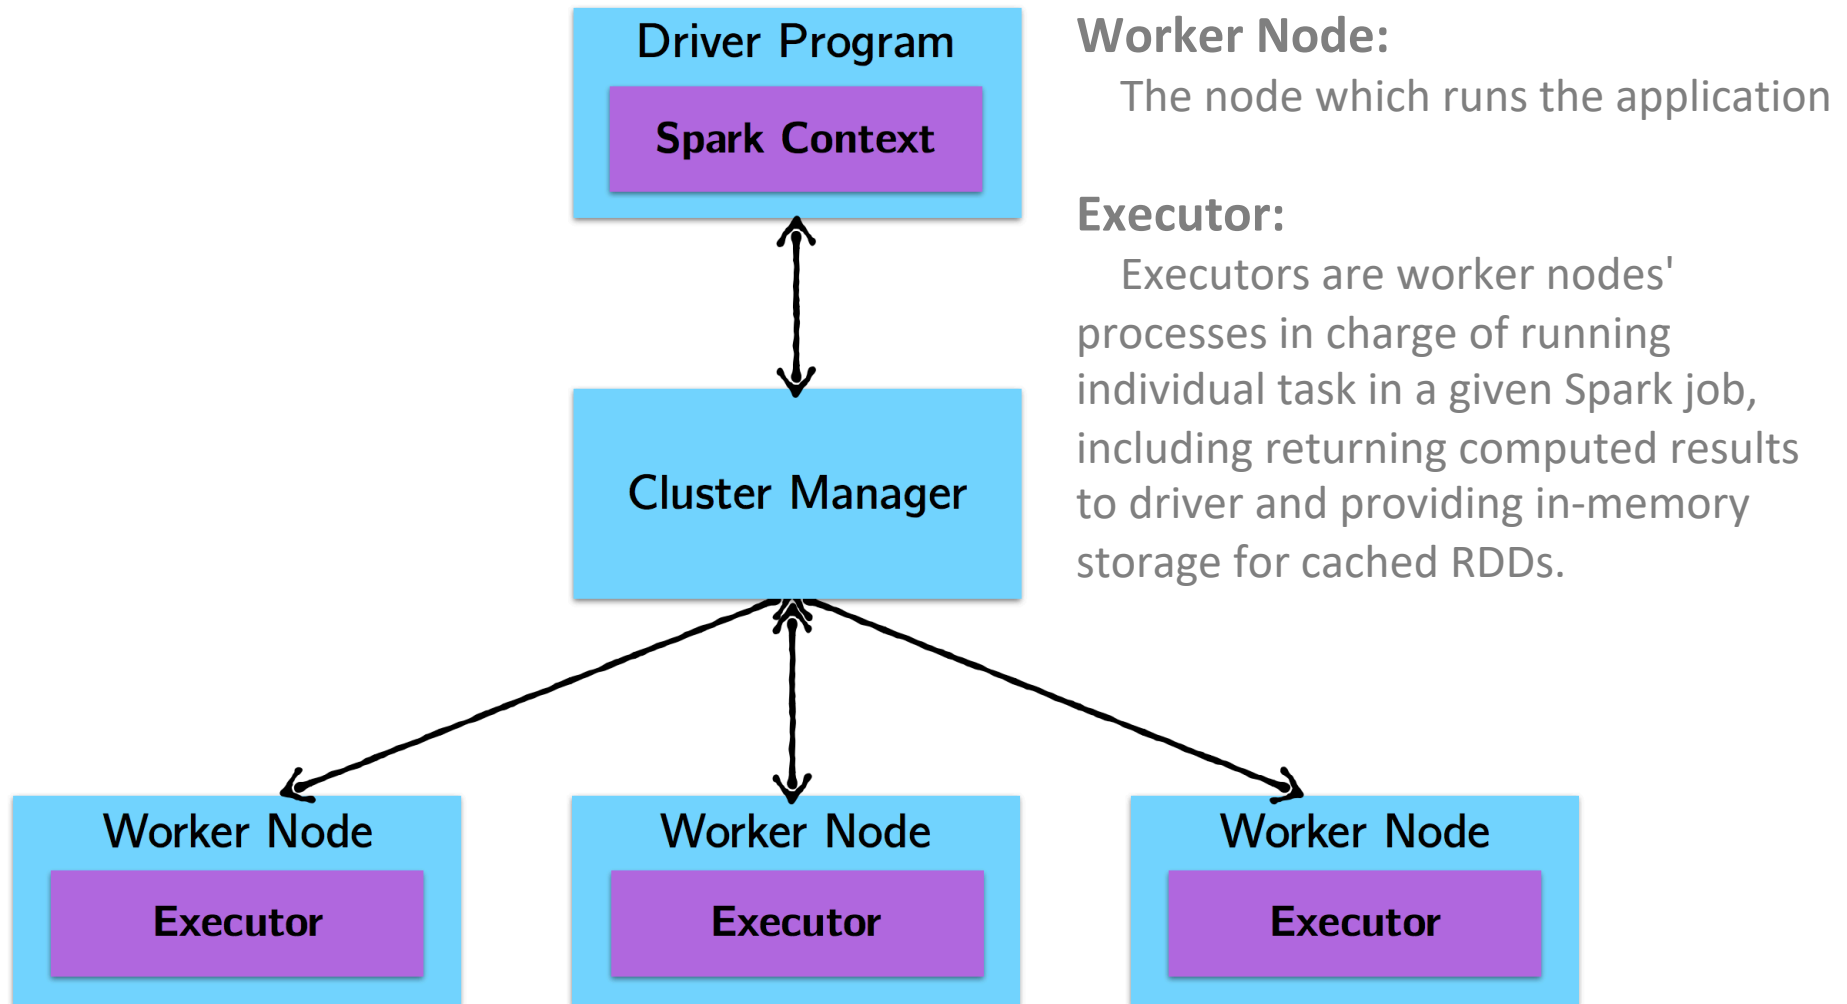 Driver Program
Spark Context
Cluster Manager
Worker Node
Executor
Worker Node
Executor
Worker Node
Executor
Worker Node:
The node which runs the application
Executor:
Executors are worker nodes'
processes in charge of running
individual task in a given Spark job,
including returning computed results
to driver and providing in-memory
storage for cached RDDs.